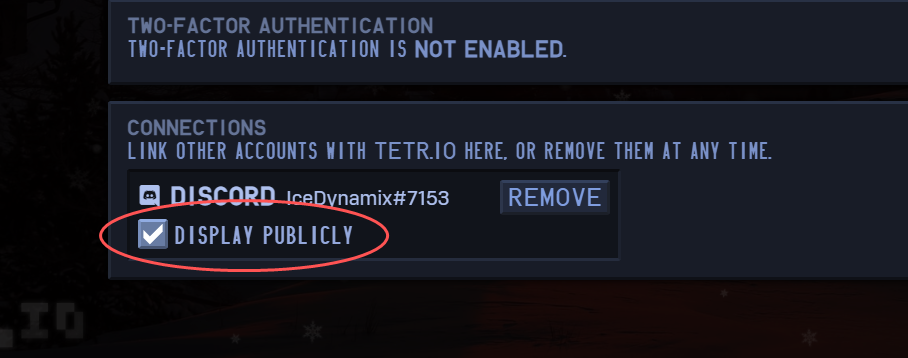 TWO-FACTOR AUTHENTICATION
TWO-FACTOR AUTHENTICATION IS NOT ENABLED.
CONNECTIONS
LINK OTHER ACCOUNTS WITH TETR.IO HERE, OR REMOVE THEM AT ANY TIME.
DISCORD IceDynamix#7153 REMOVE
DISPLAY PUBLICLY
.IO